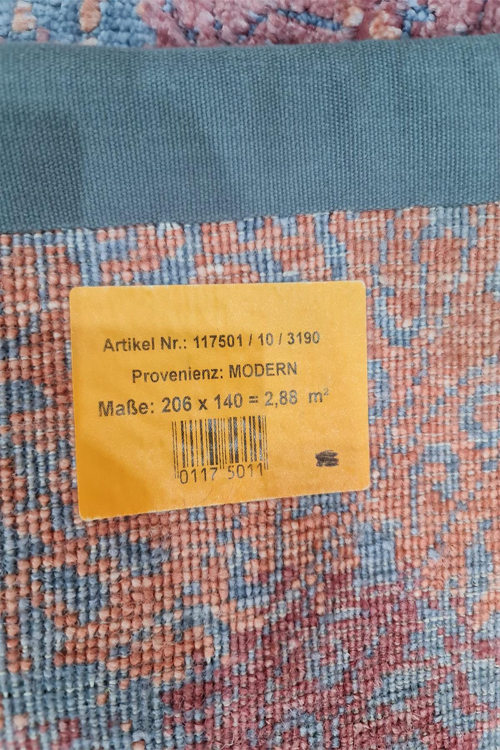 Artikel Nr.: 117501 / 10 / 3190
Provenienz: MODERN
Maße: 206 x 140 = 2,88 m²
0117 5011